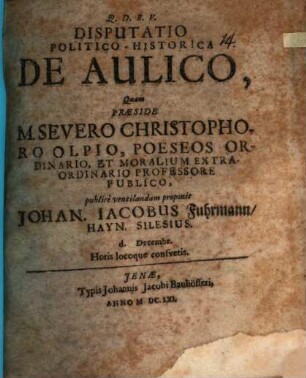 Q. D. B. V.
DISPUTATIO
POLITICO-HISTORICA
14.
DE AULICO,
Quam
PRÆSIDE
M. SEVERO CHRISTOPHO-
RO OLPIO, POESEOS OR-
DINARIO, ET MORALIUM EXTRA-
ORDINARIO PROFESSORE
PUBLICO,
publicè ventilandam proponit
JOHAN. IACOBUS Fuhrmann/
HAYN. SILESIUS.
d. Decembr.
Horis locoque consvetis.
JENÆ,
Typis Johannis Jacobi Bauhöfferi,
ANNO M DC. LXI.